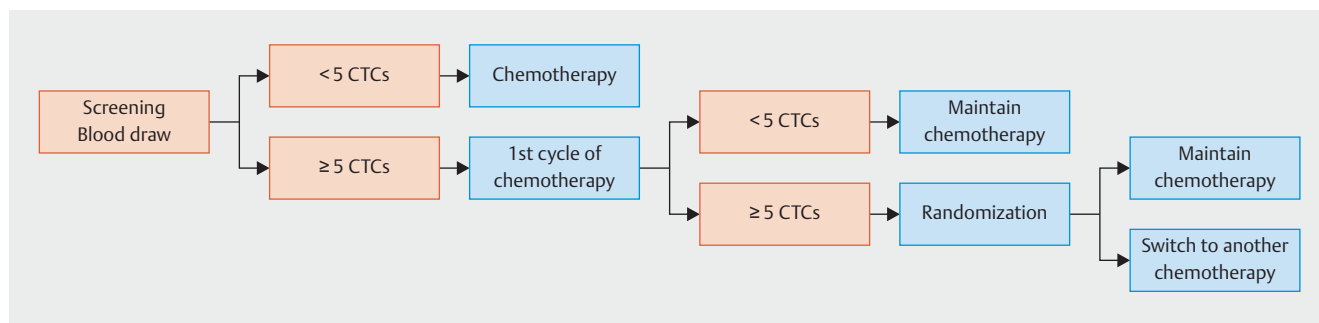 Screening
Blood draw
< 5 CTCs
Chemotherapy
≥ 5 CTCs
1st cycle of
chemotherapy
< 5 CTCs
Maintain
chemotherapy
≥ 5 CTCs
Randomization
Maintain
chemotherapy
Switch to another
chemotherapy